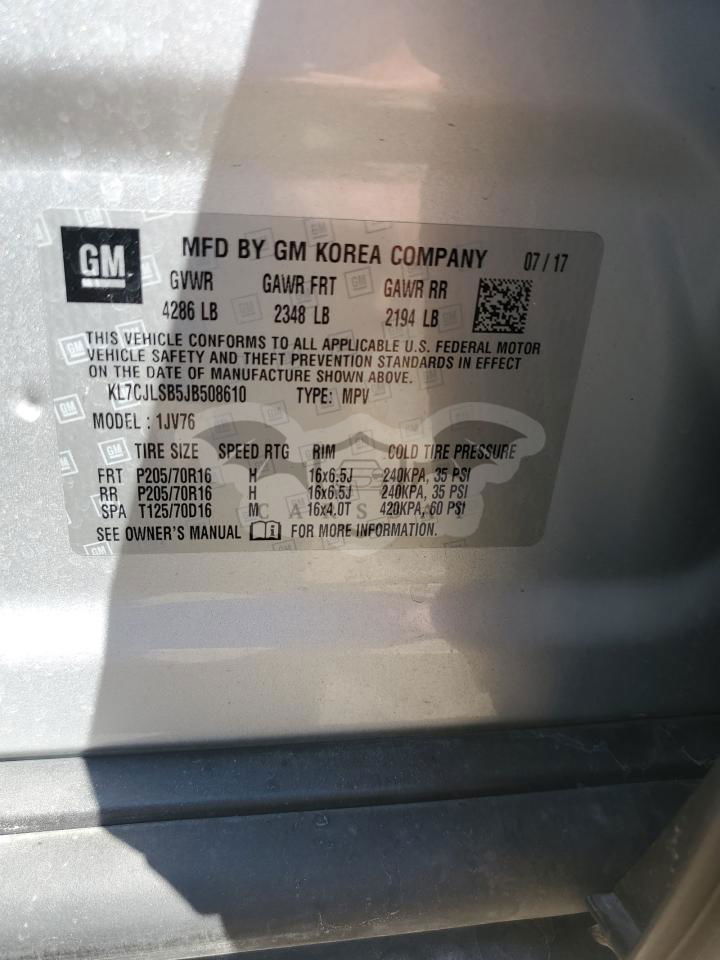 GM MFD BY GM KOREA COMPANY 07 / 17
GVWR GAWR FRT GAWR RR
4286 LB 2348 LB 2194 LB
THIS VEHICLE CONFORMS TO ALL APPLICABLE U.S. FEDERAL MOTOR
VEHICLE SAFETY AND THEFT PREVENTION STANDARDS IN EFFECT
ON THE DATE OF MANUFACTURE SHOWN ABOVE.
KL7CJLSB5JB508610 TYPE: MPV
MODEL : 1JV76
TIRE SIZE SPEED RTG RIM COLD TIRE PRESSURE
FRT P205/70R16 H 16x6.5J 240KPA, 35 PSI
RR P205/70R16 H 16x6.5J 240KPA, 35 PSI
SPA T125/70D16 M 16x4.0T 420KPA, 60 PSI
SEE OWNER'S MANUAL FOR MORE INFORMATION.